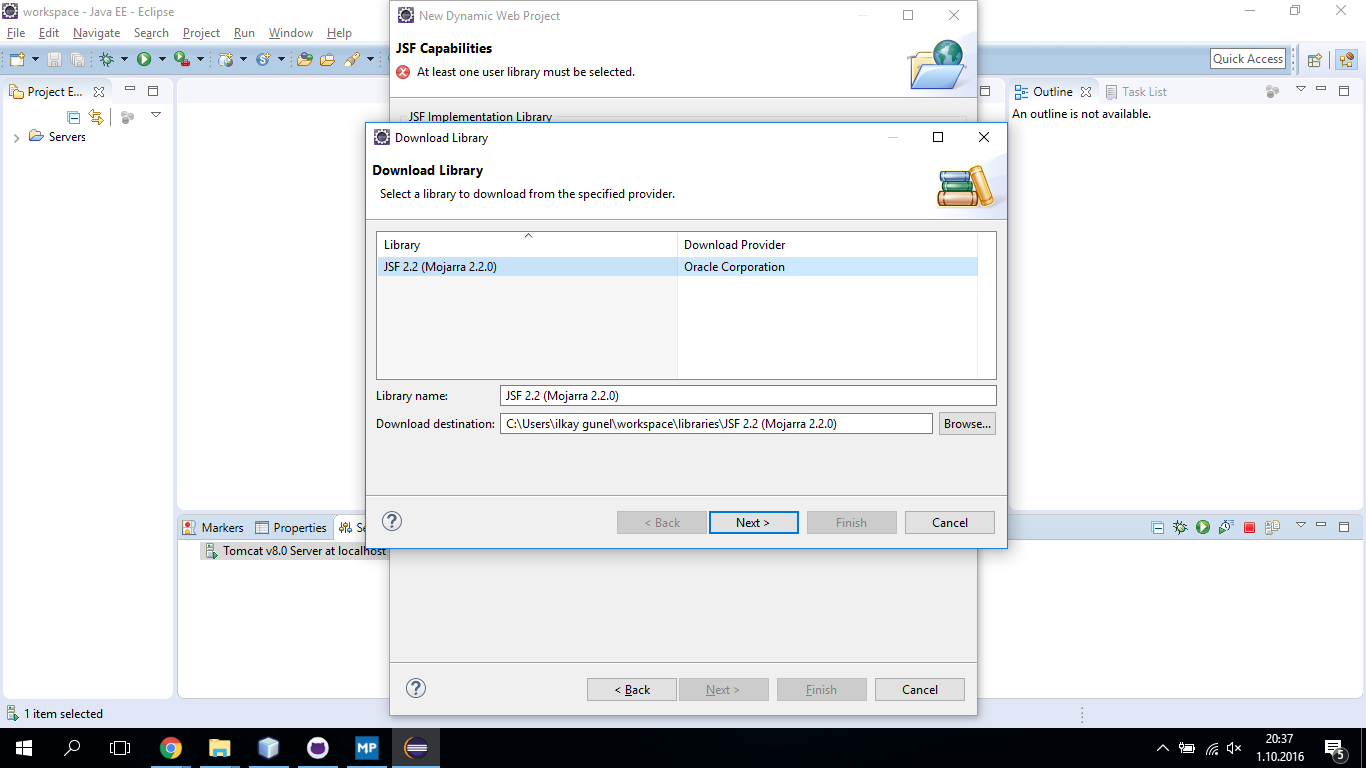 workspace - Java EE - Eclipse
File Edit Navigate Search Project Run Window Help
Quick Access
Project E...
Servers
New Dynamic Web Project
JSF Capabilities
At least one user library must be selected.
JSF Implementation Library
Download Library
Download Library
Select a library to download from the specified provider.
Library Download Provider
JSF 2.2 (Mojarra 2.2.0) Oracle Corporation
Library name: JSF 2.2 (Mojarra 2.2.0)
Download destination: C:\Users\ilkay gunel\workspace\libraries\JSF 2.2 (Mojarra 2.2.0) Browse...
< Back Next > Finish Cancel
Outline Task List
An outline is not available.
Markers Properties Se
Tomcat v8.0 Server at localhost
< Back Next > Finish Cancel
1 item selected
MP
20:37
1.10.2016
5